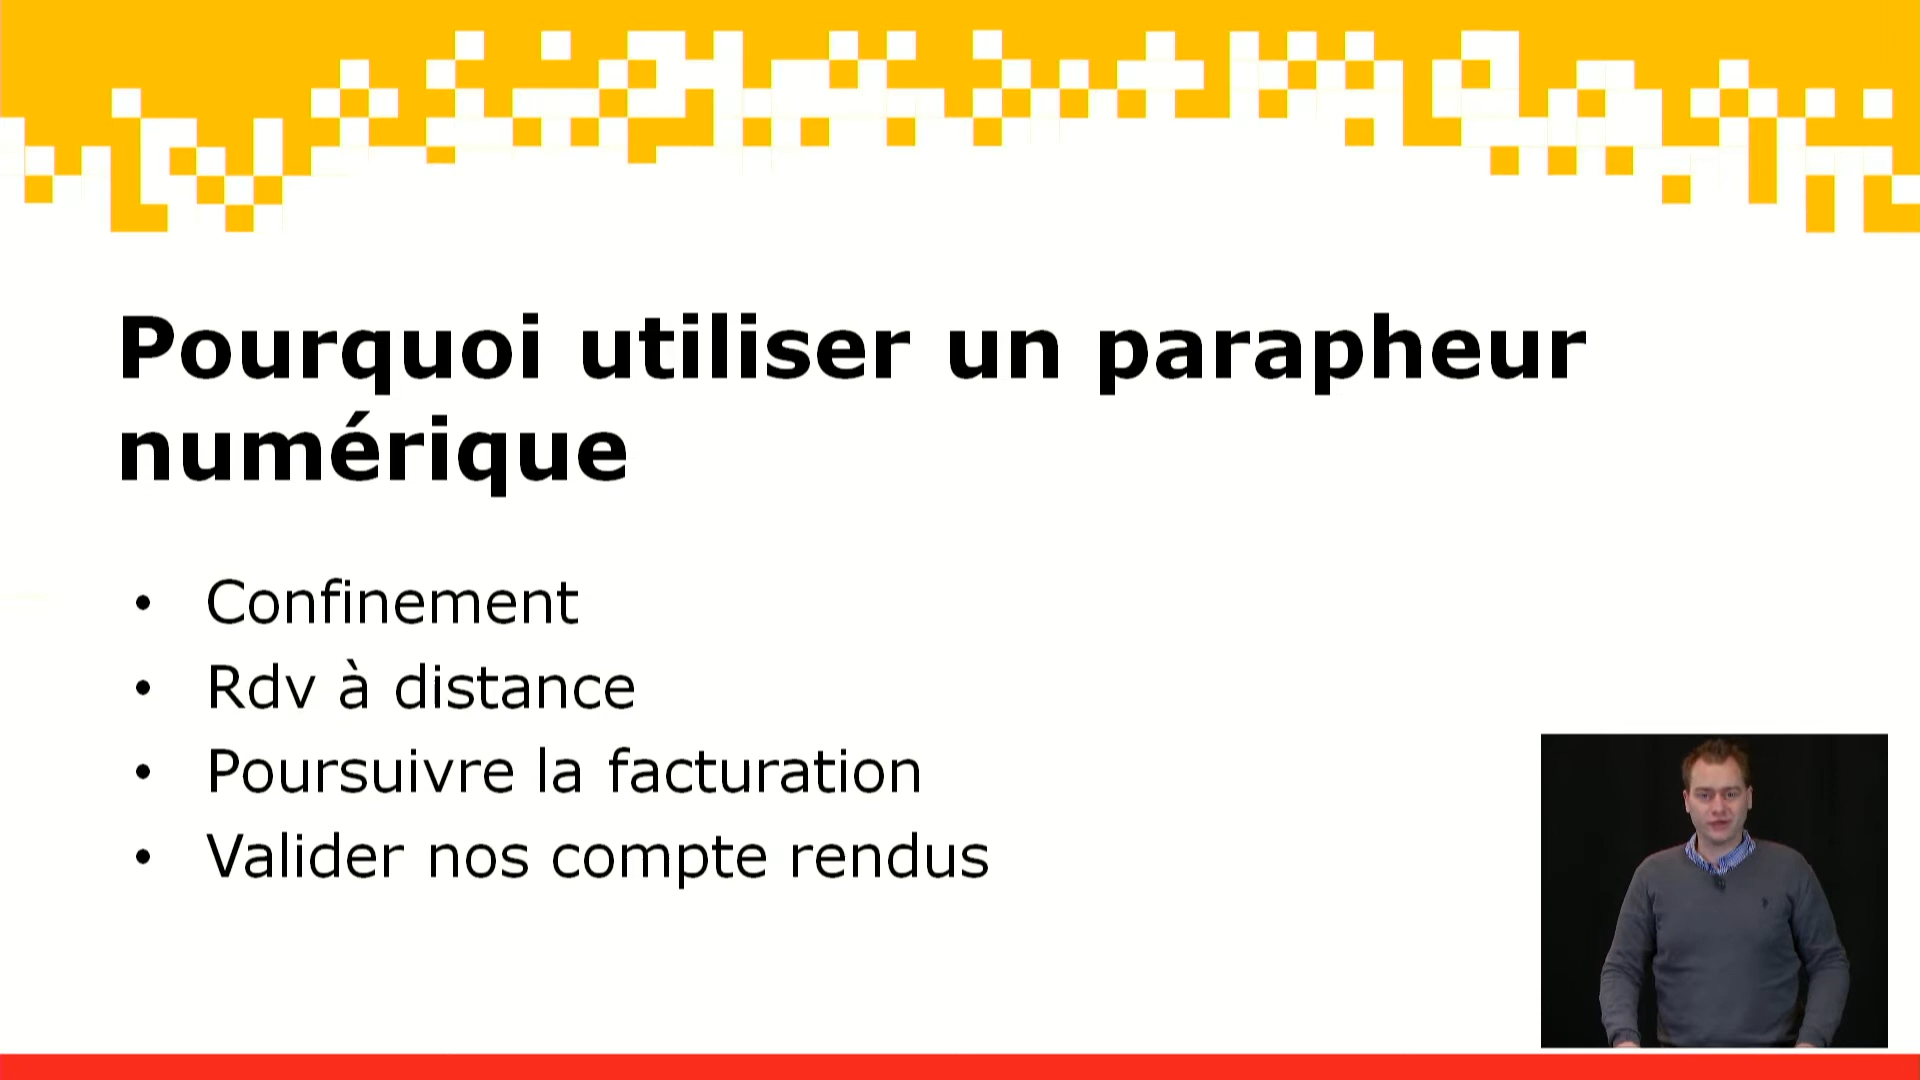 Pourquoi utiliser un parapheur
numérique
• Confinement
• Rdv à distance
• Poursuivre la facturation
• Valider nos compte rendus